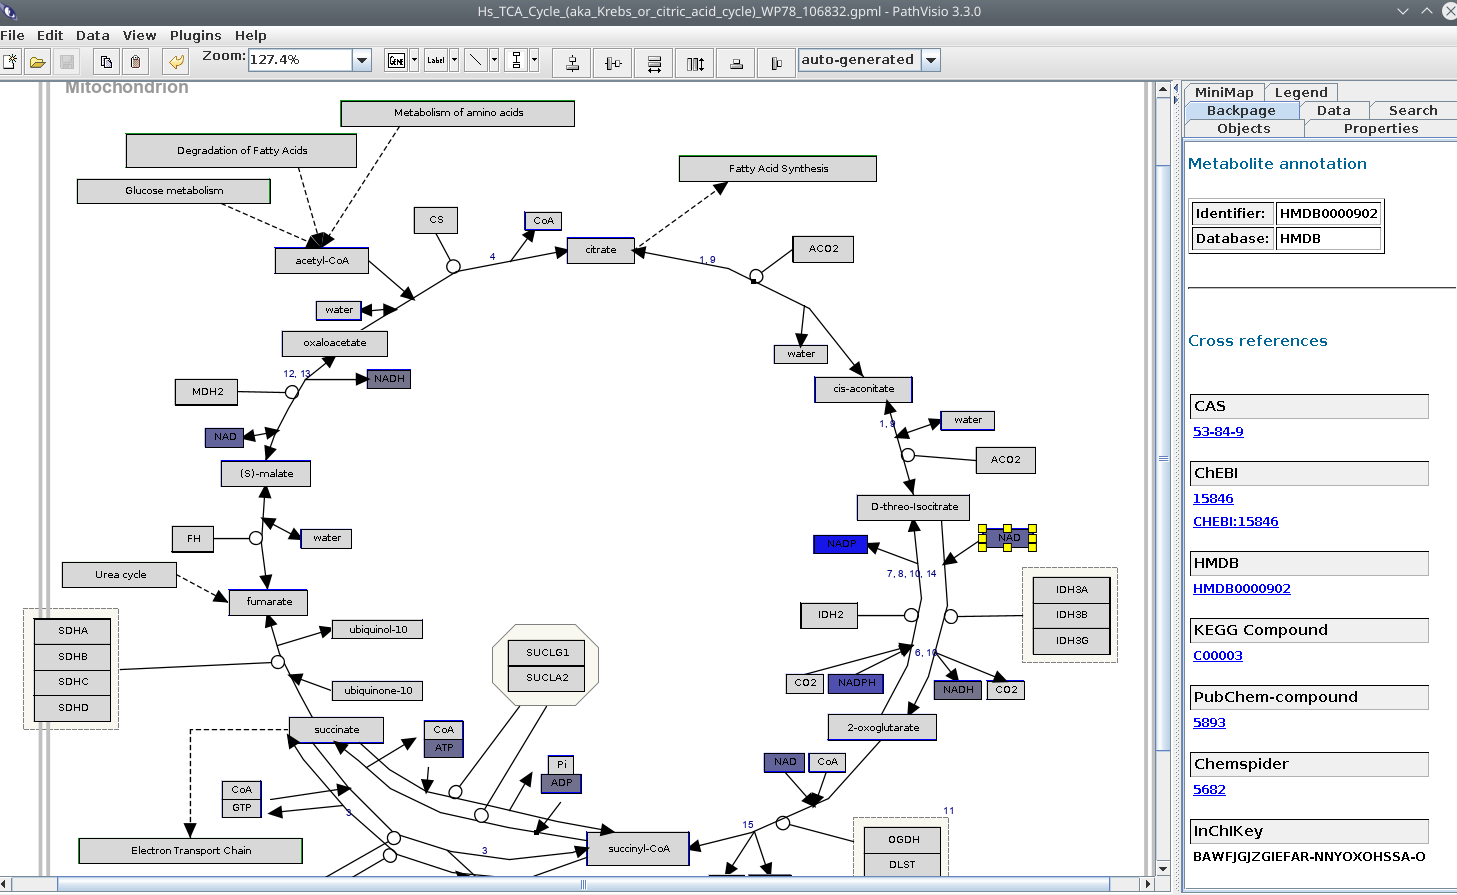 Hs_TCA_Cycle_(aka_Krebs_or_citric_acid_cycle)_WP78_106832.gpml - PathVisio 3.3.0
File Edit Data View Plugins Help
Zoom: 127.4% GENE Label auto-generated
Mitochondrion
Metabolism of amino acids
Degradation of Fatty Acids
Fatty Acid Synthesis
Glucose metabolism
CS
CoA
acetyl-CoA
4
citrate
1, 9
ACO2
water
oxaloacetate
water
12, 13
NADH
MDH2
cis-aconitate
1, 9
water
NAD
ACO2
(S)-malate
D-threo-Isocitrate
FH
water
NADP
NAD
Urea cycle
7, 8, 10, 14
fumarate
IDH2
IDH3A
IDH3B
IDH3G
SDHA
SDHB
SDHC
SDHD
ubiquinol-10
SUCLG1
SUCLA2
6, 10
ubiquinone-10
CO2
NADPH
NADH
CO2
succinate
CoA
ATP
2-oxoglutarate
Pi
ADP
NAD
CoA
CoA
GTP
3
11
15
Electron Transport Chain
3
succinyl-CoA
OGDH
DLST
MiniMap Legend
Backpage Data Search
Objects Properties
Metabolite annotation
Identifier: HMDB0000902
Database: HMDB
Cross references
CAS
53-84-9
ChEBI
15846
CHEBI:15846
HMDB
HMDB0000902
KEGG Compound
C00003
PubChem-compound
5893
Chemspider
5682
InChIKey
BAWFJGJZGIEFAR-NNYOXOHSSA-O